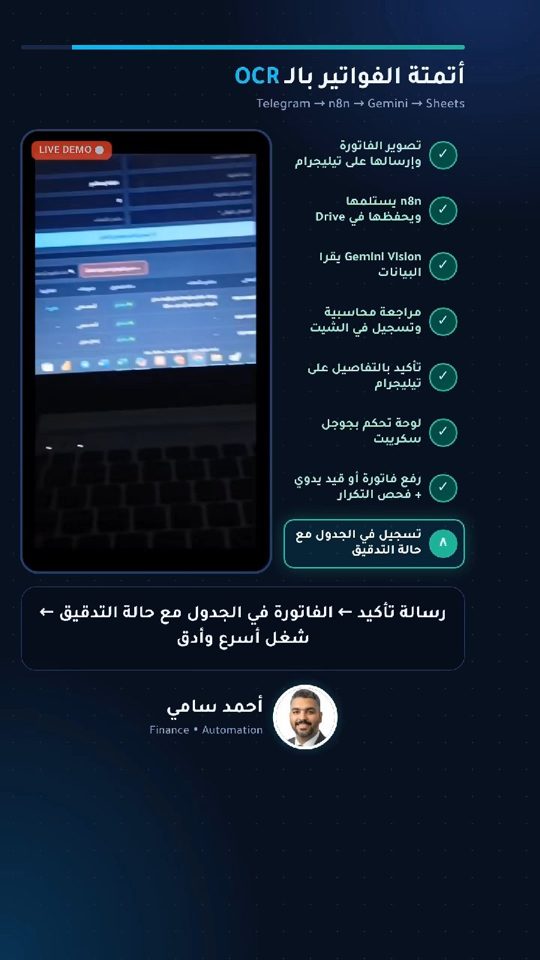 أتمتة الفواتير بالـ OCR
Telegram → n8n → Gemini → Sheets
LIVE DEMO
✓ تصوير الفاتورة
وإرسالها على تيليجرام
✓ n8n يستلمها
ويحفظها في Drive
✓ Gemini Vision يقرا
البيانات
✓ مراجعة محاسبية
وتسجيل في الشيت
✓ تأكيد بالتفاصيل على
تيليجرام
✓ لوحة تحكم بجوجل
سكريبت
✓ رفع فاتورة أو قيد يدوي
+ فحص التكرار
٨ تسجيل في الجدول مع
حالة التدقيق
رسالة تأكيد ← الفاتورة في الجدول مع حالة التدقيق ←
شغل أسرع وأدق
أحمد سامي
Finance • Automation